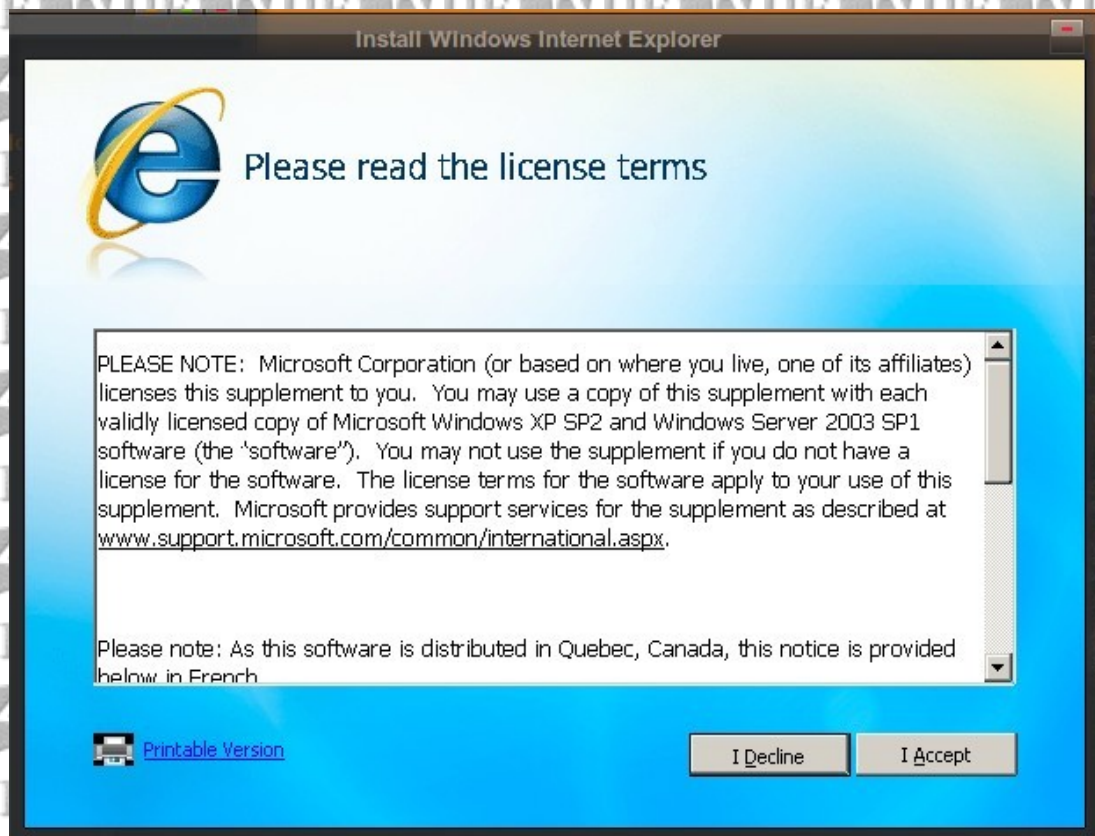 Install Windows Internet Explorer
Please read the license terms
PLEASE NOTE:  Microsoft Corporation (or based on where you live, one of its affiliates)
licenses this supplement to you.  You may use a copy of this supplement with each
validly licensed copy of Microsoft Windows XP SP2 and Windows Server 2003 SP1
software (the “software”).  You may not use the supplement if you do not have a
license for the software.  The license terms for the software apply to your use of this
supplement.  Microsoft provides support services for the supplement as described at
www.support.microsoft.com/common/international.aspx.
Please note: As this software is distributed in Quebec, Canada, this notice is provided
below in French
Printable Version
I Decline
I Accept